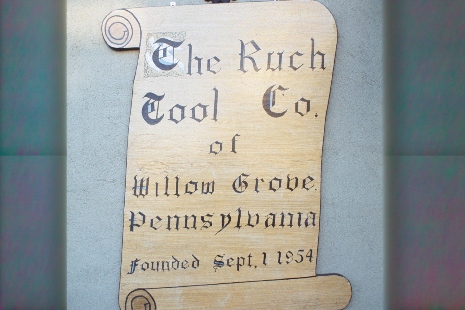 The Ruch
Tool Co.
of
Willow Grove
Pennsylvania
Founded Sept. 1 1954